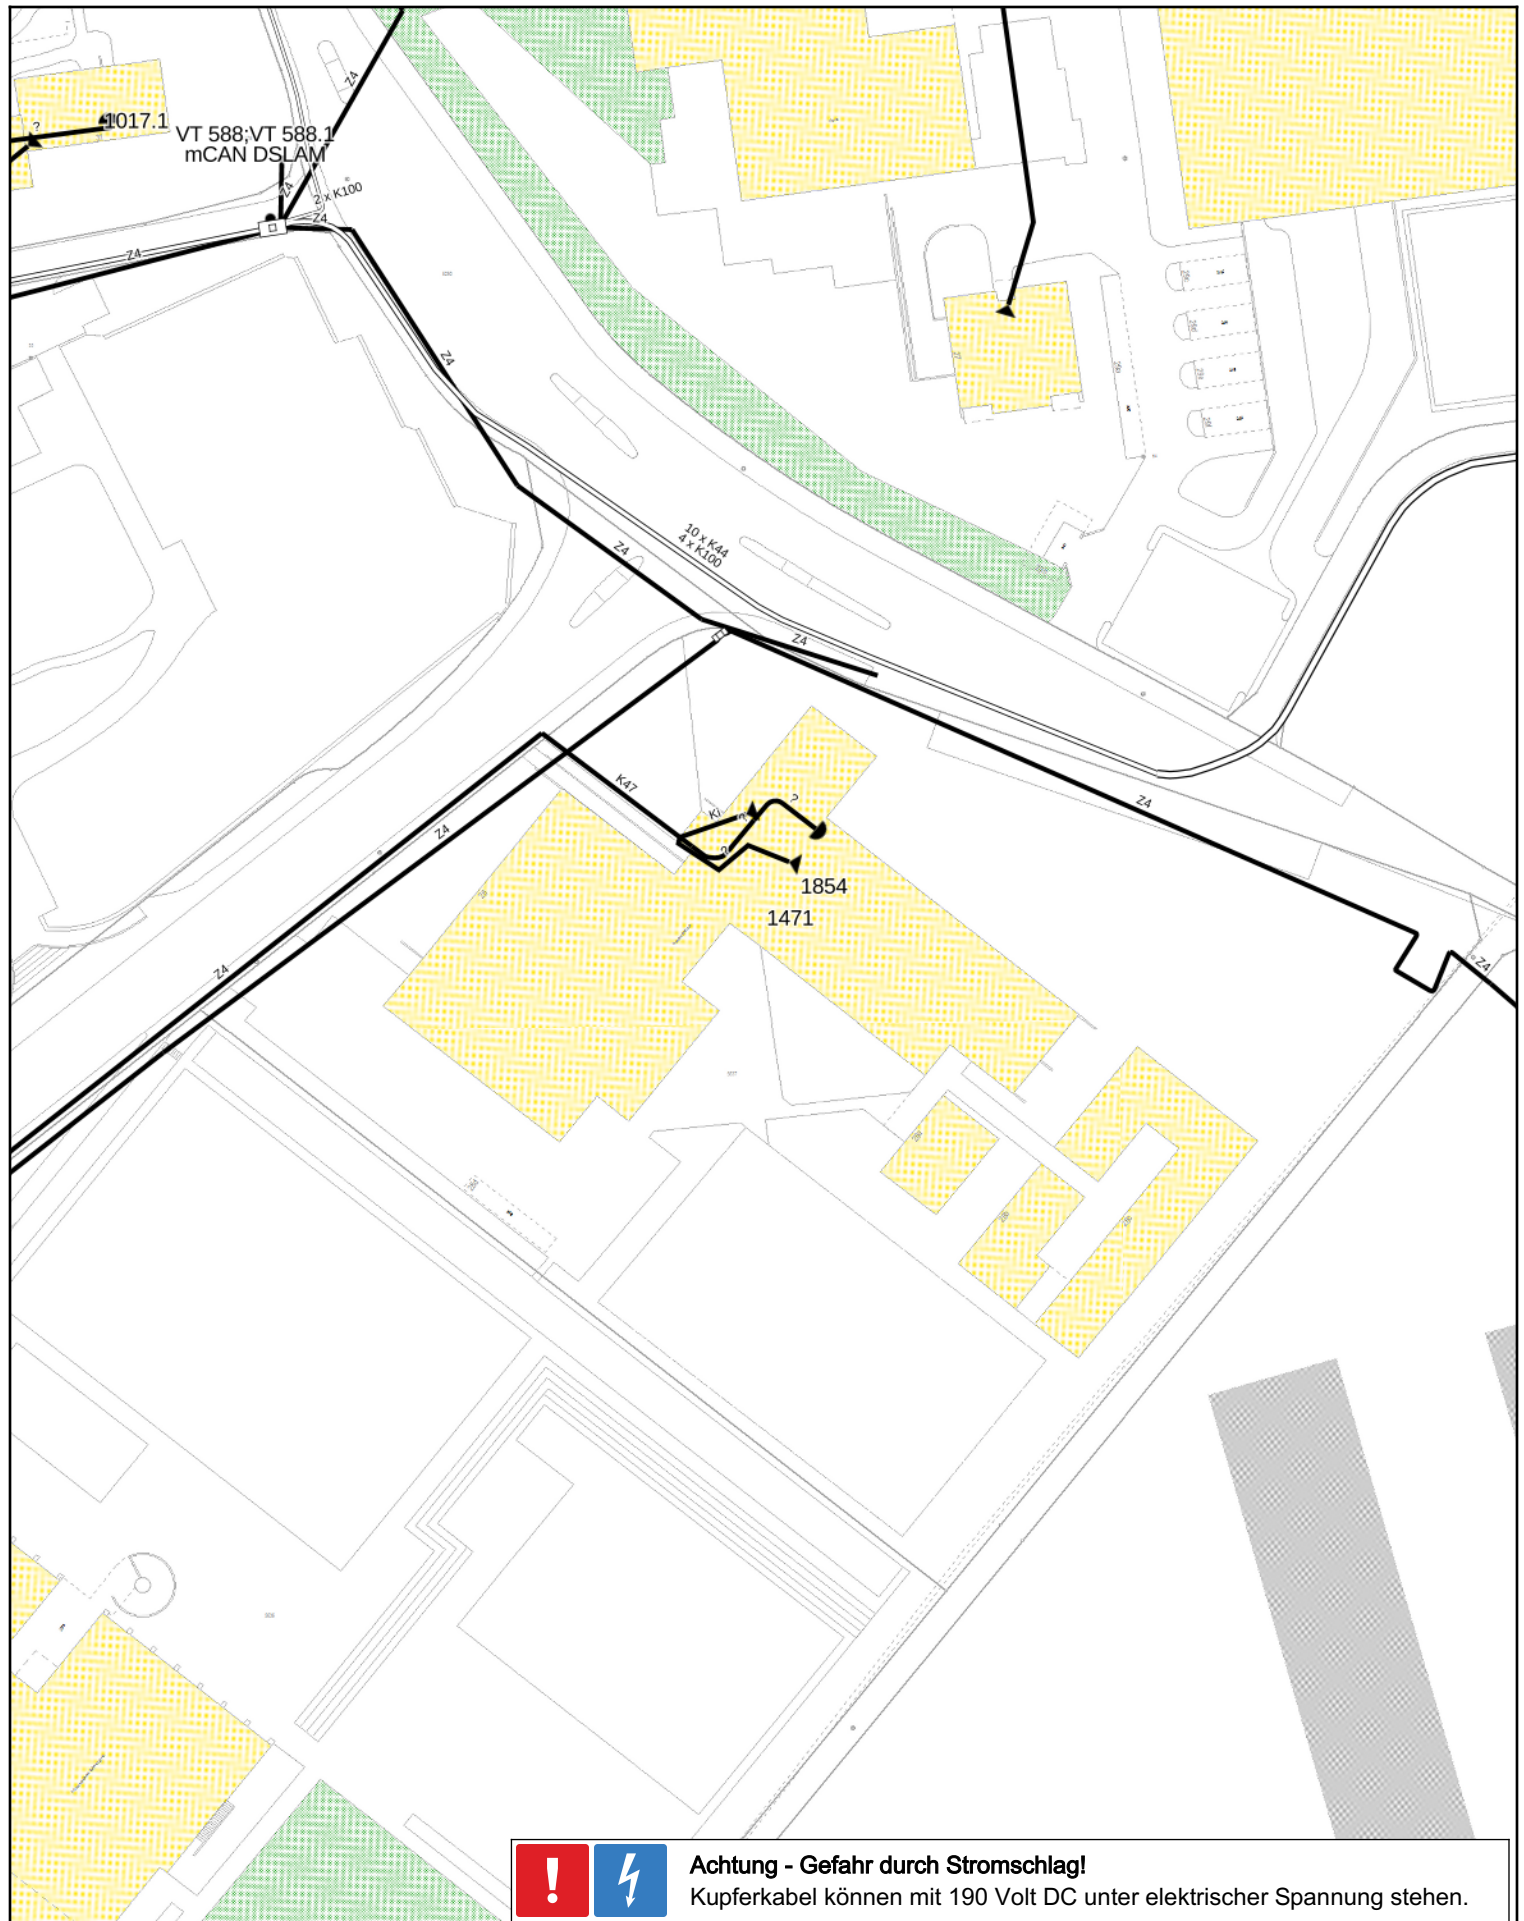 Z4
?
1017.1
VT 588;VT 588.1
mCAN DSLAM
Z4
2 x K100
Z4
Z4
Z4
10 x K44
4 x K100
Z4
Z4
K47
Ki
?
?
?
Z4
Z4
1854
1471
Z4
Z4
Achtung - Gefahr durch Stromschlag!
Kupferkabel können mit 190 Volt DC unter elektrischer Spannung stehen.